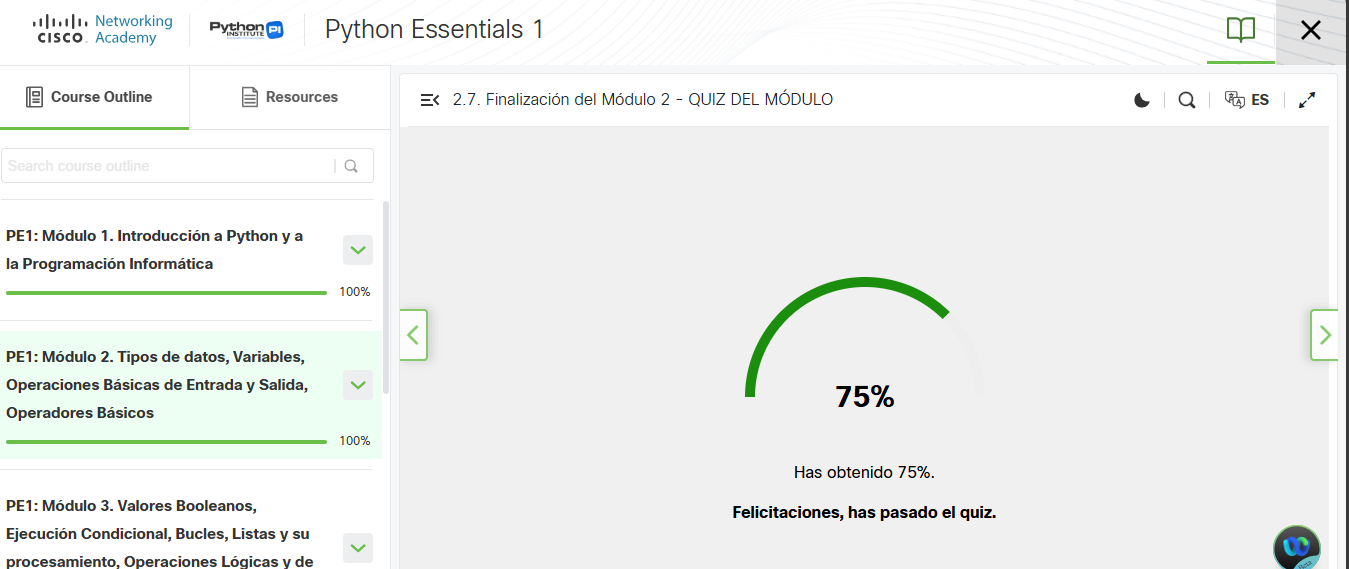 Networking
Academy
CISCO
Python
INSTITUTE
PI
Python Essentials 1
Course Outline
Resources
Search course outline
PE1: Módulo 1. Introducción a Python y a
la Programación Informática
100%
PE1: Módulo 2. Tipos de datos, Variables,
Operaciones Básicas de Entrada y Salida,
Operadores Básicos
100%
PE1: Módulo 3. Valores Booleanos,
Ejecución Condicional, Bucles, Listas y su
procesamiento, Operaciones Lógicas y de
2.7. Finalización del Módulo 2 - QUIZ DEL MÓDULO
ES
75%
Has obtenido 75%.
Felicitaciones, has pasado el quiz.